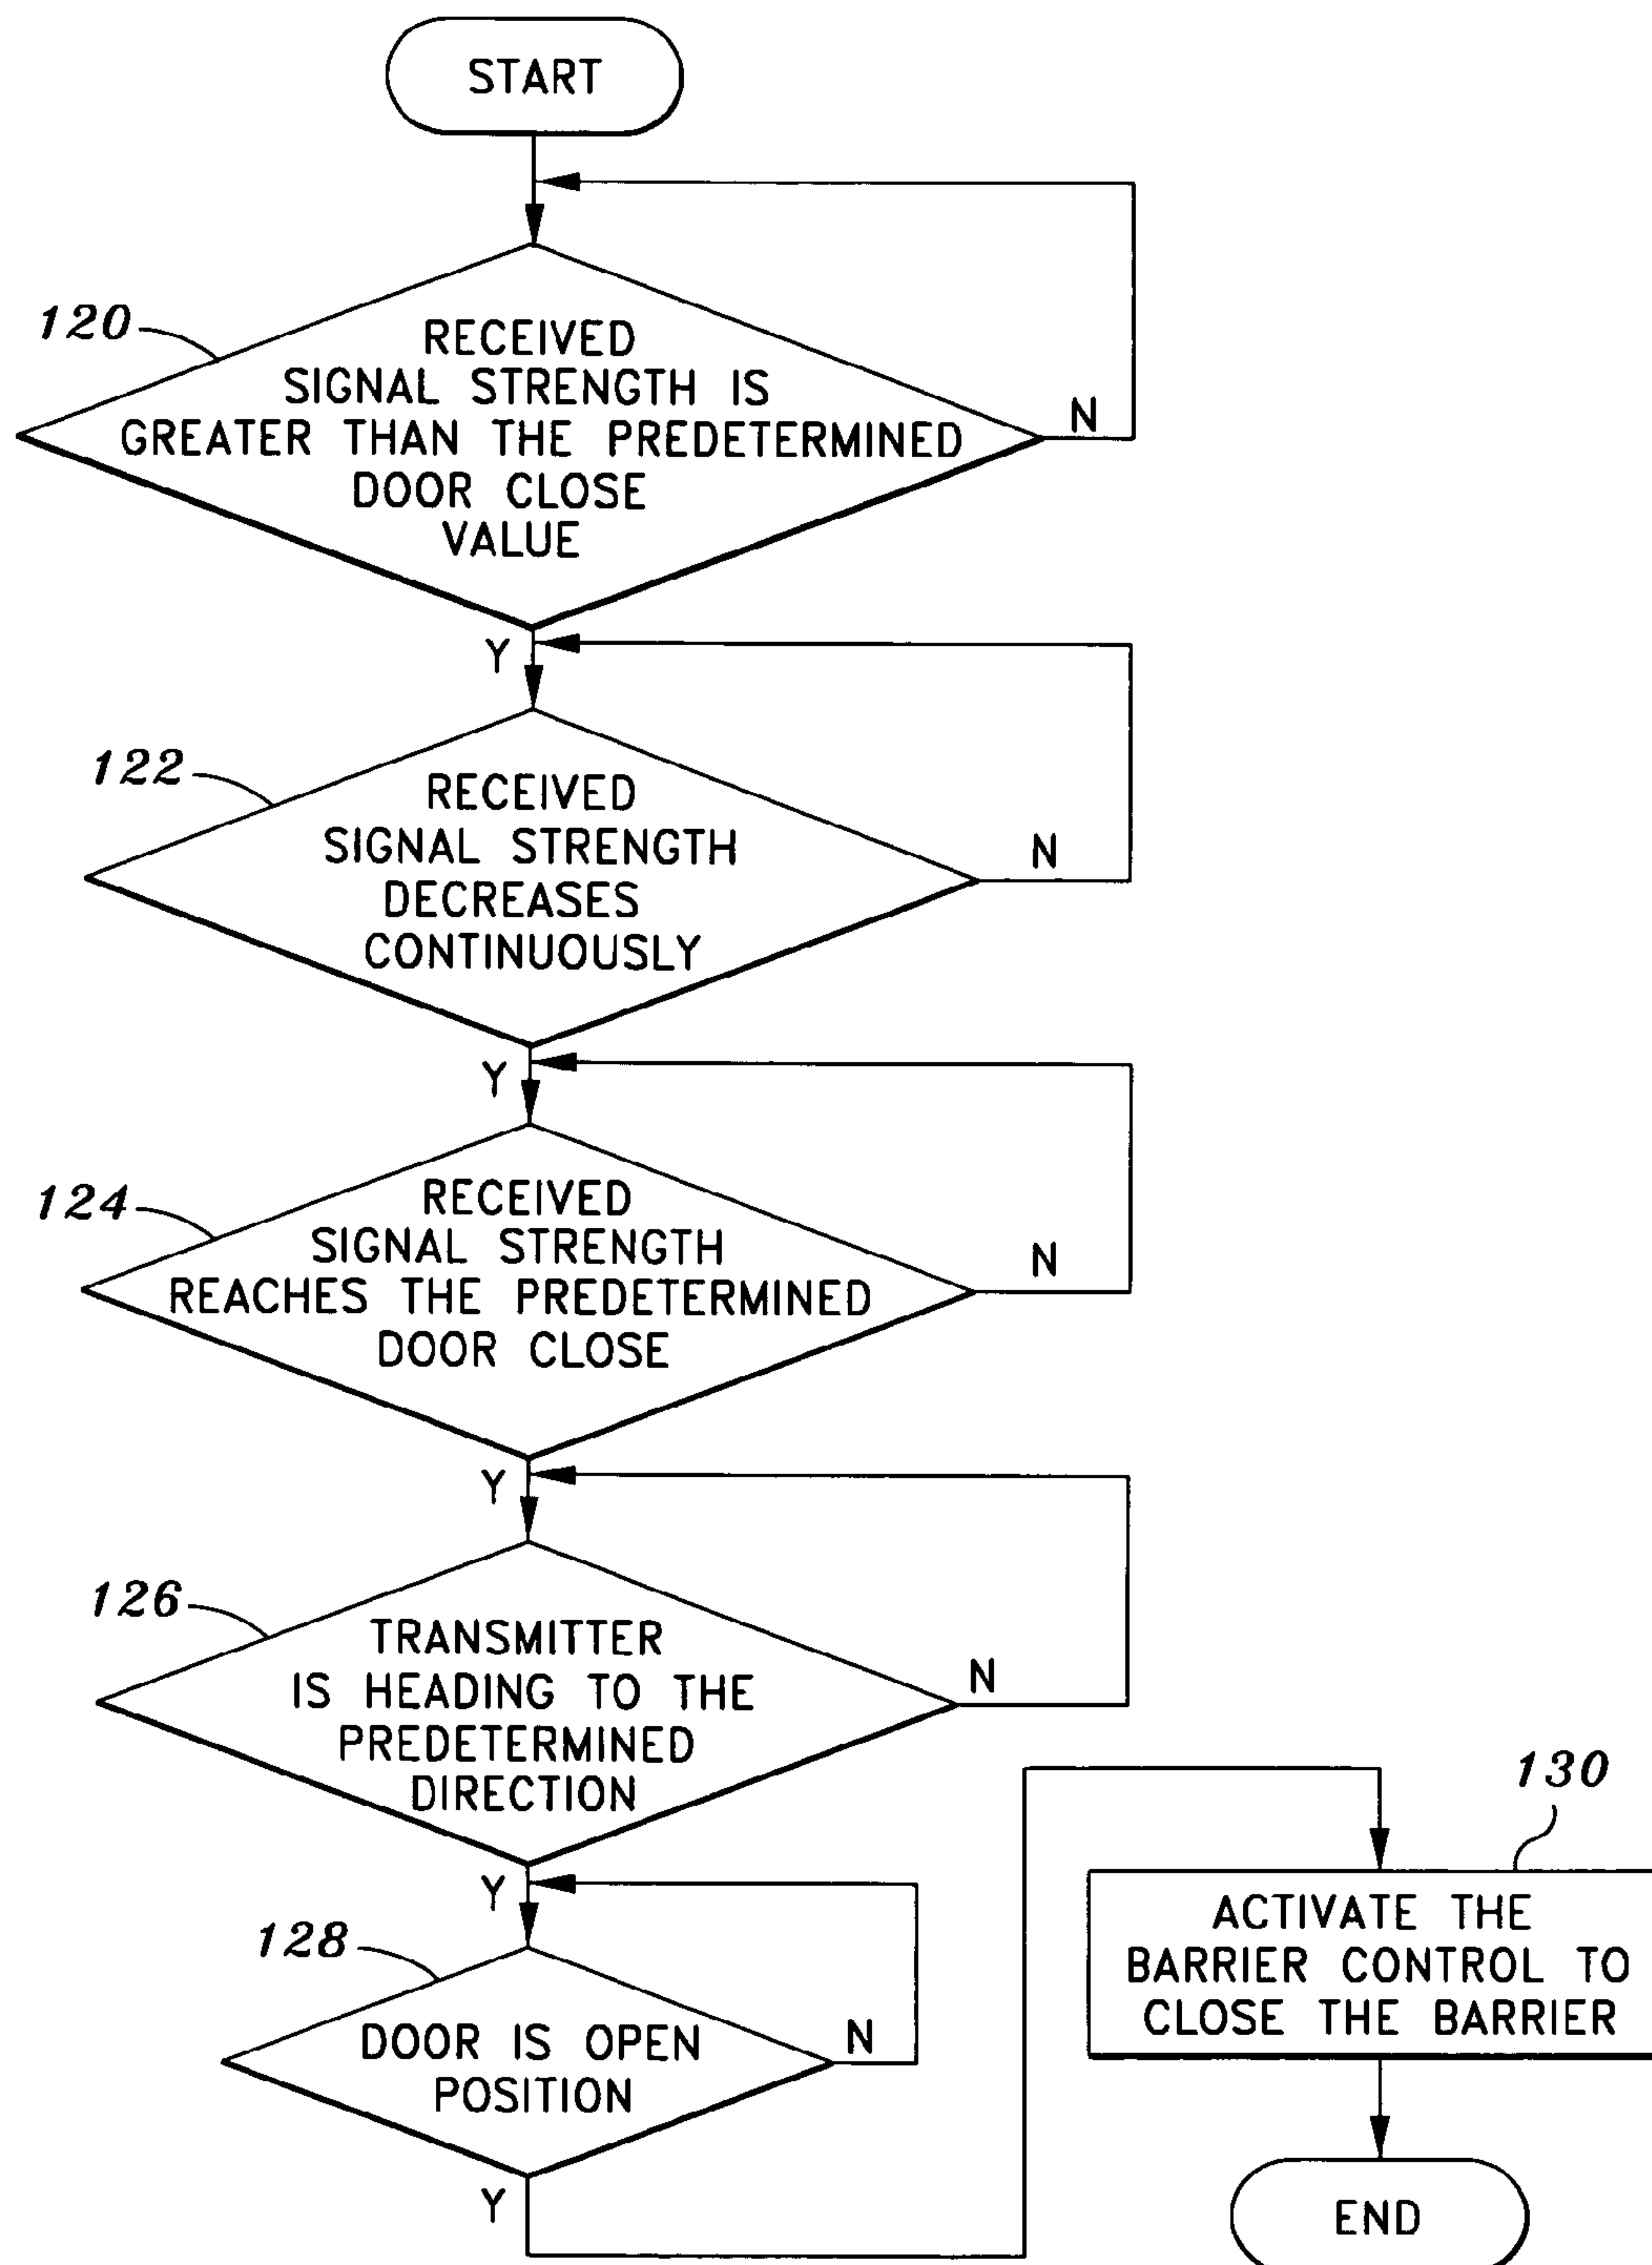 START
120
RECEIVED
SIGNAL STRENGTH IS
GREATER THAN THE PREDETERMINED
DOOR CLOSE
VALUE
N
Y
122
RECEIVED
SIGNAL STRENGTH
DECREASES
CONTINUOUSLY
N
Y
124
RECEIVED
SIGNAL STRENGTH
REACHES THE PREDETERMINED
DOOR CLOSE
N
Y
126
TRANSMITTER
IS HEADING TO THE
PREDETERMINED
DIRECTION
N
Y
128
DOOR IS OPEN
POSITION
N
Y
130
ACTIVATE THE
BARRIER CONTROL TO
CLOSE THE BARRIER
END